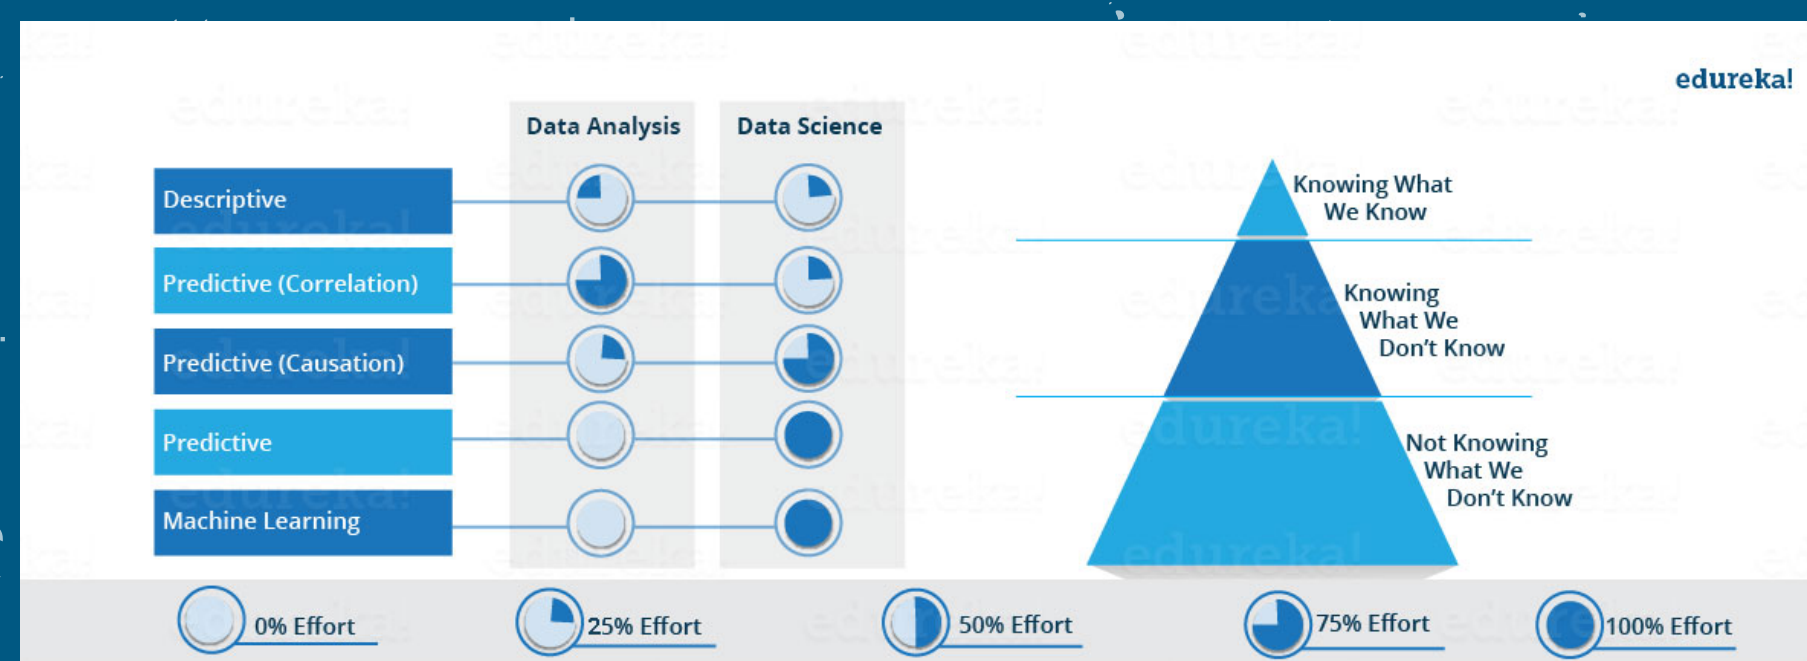 edureka!
Data Analysis
Data Science
Descriptive
Predictive (Correlation)
Predictive (Causation)
Predictive
Machine Learning
Knowing What
We Know
Knowing
What We
Don't Know
Not Knowing
What We
Don't Know
0% Effort
25% Effort
50% Effort
75% Effort
100% Effort